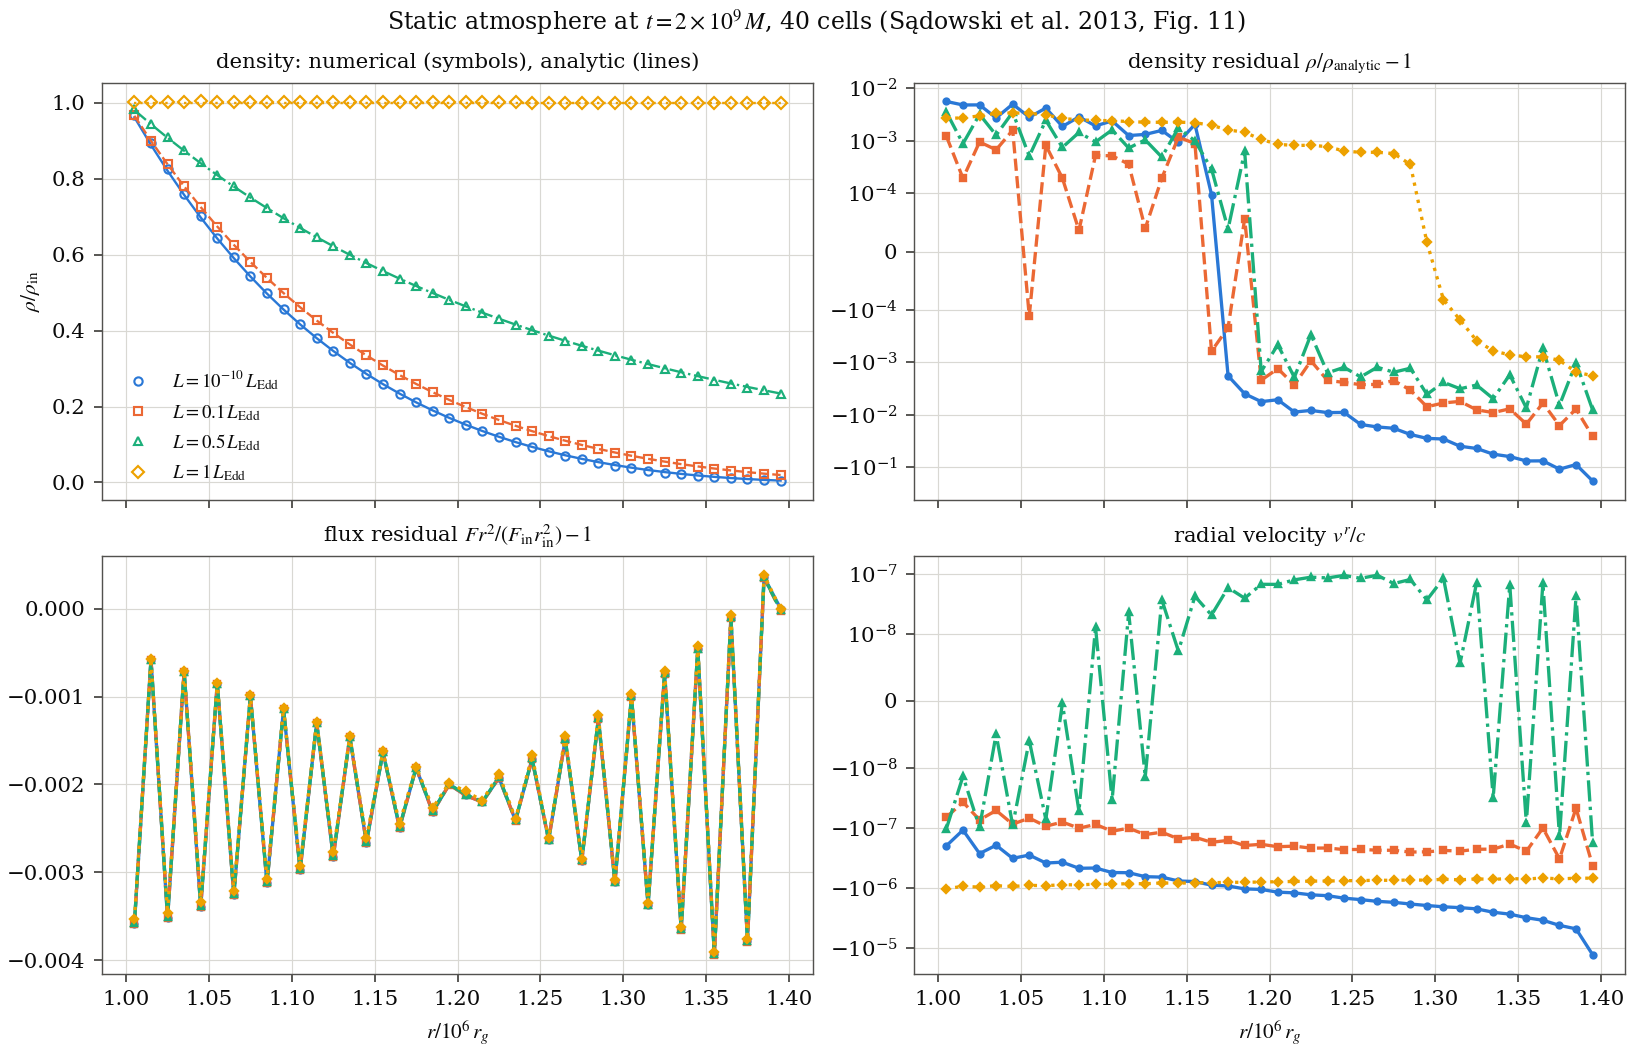 Static atmosphere at t = 2 × 10⁹ M, 40 cells (Sądowski et al. 2013, Fig. 11)
density: numerical (symbols), analytic (lines)
1.0
0.8
0.6
0.4
0.2
0.0
ρ/ρ_in
L = 10⁻¹⁰ L_Edd
L = 0.1 L_Edd
L = 0.5 L_Edd
L = 1 L_Edd
density residual ρ/ρ_analytic − 1
10⁻²
10⁻³
10⁻⁴
0
−10⁻⁴
−10⁻³
−10⁻²
−10⁻¹
flux residual Fr²/(F_in r²_in) − 1
0.000
−0.001
−0.002
−0.003
−0.004
1.00 1.05 1.10 1.15 1.20 1.25 1.30 1.35 1.40
r/10⁶ r_g
radial velocity vʳ/c
10⁻⁷
10⁻⁸
0
−10⁻⁸
−10⁻⁷
−10⁻⁶
−10⁻⁵
1.00 1.05 1.10 1.15 1.20 1.25 1.30 1.35 1.40
r/10⁶ r_g